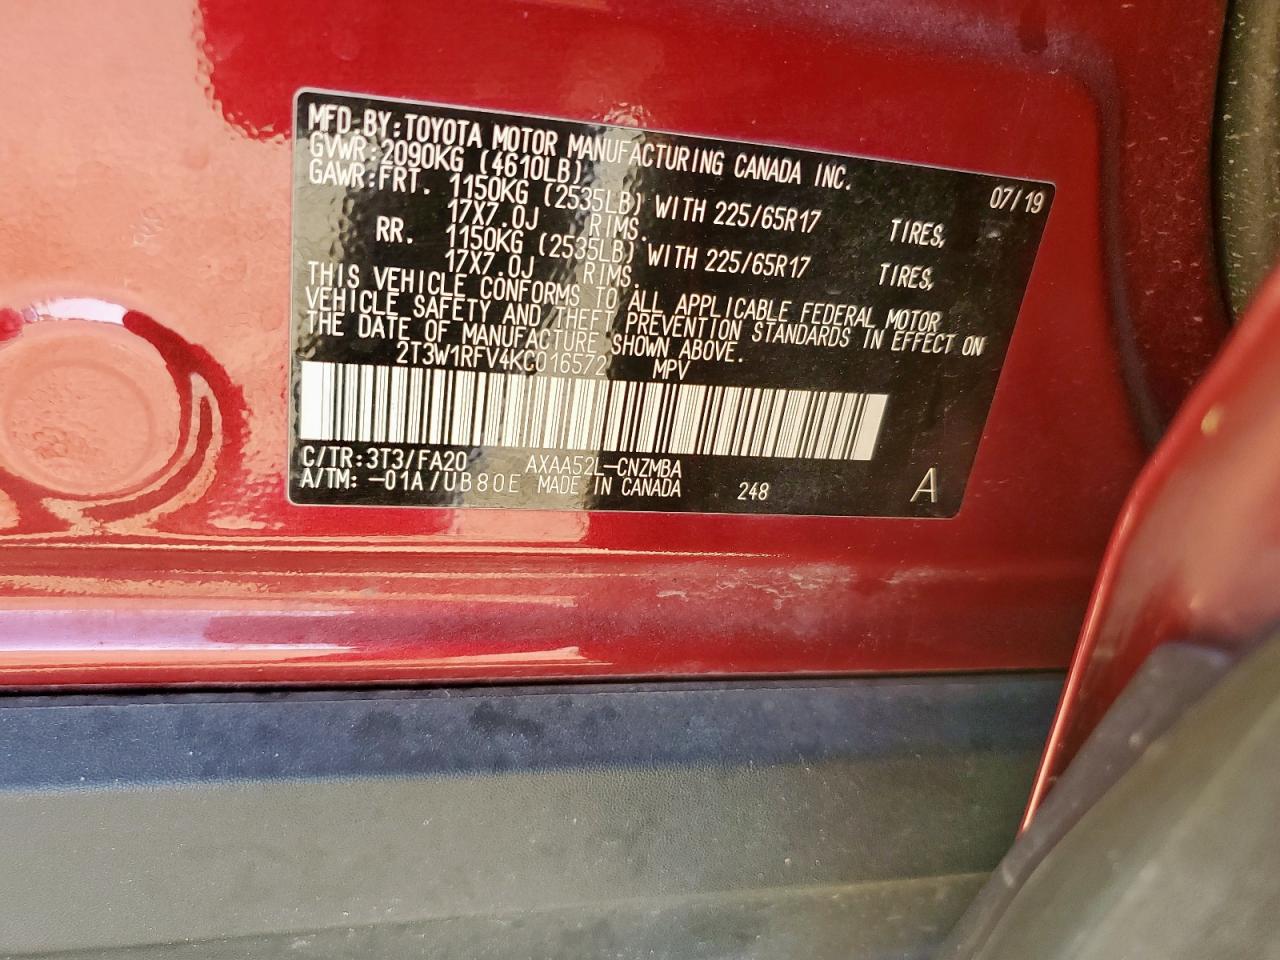 MFD.BY:TOYOTA MOTOR MANUFACTURING CANADA INC.
07/19
GVWR:2090KG (4610LB)
GAWR:FRT. 1150KG (2535LB) WITH 225/65R17 TIRES,
17X7.0J RIMS.
RR. 1150KG (2535LB) WITH 225/65R17 TIRES,
17X7.0J RIMS.
THIS VEHICLE CONFORMS TO ALL APPLICABLE FEDERAL MOTOR
VEHICLE SAFETY AND THEFT PREVENTION STANDARDS IN EFFECT ON
THE DATE OF MANUFACTURE SHOWN ABOVE.
2T3W1RFV4KC016572 MPV
C/TR:3T3/FA20 AXAA52L-CNZMBA
A/TM: -01A/UB80E MADE IN CANADA 248 A